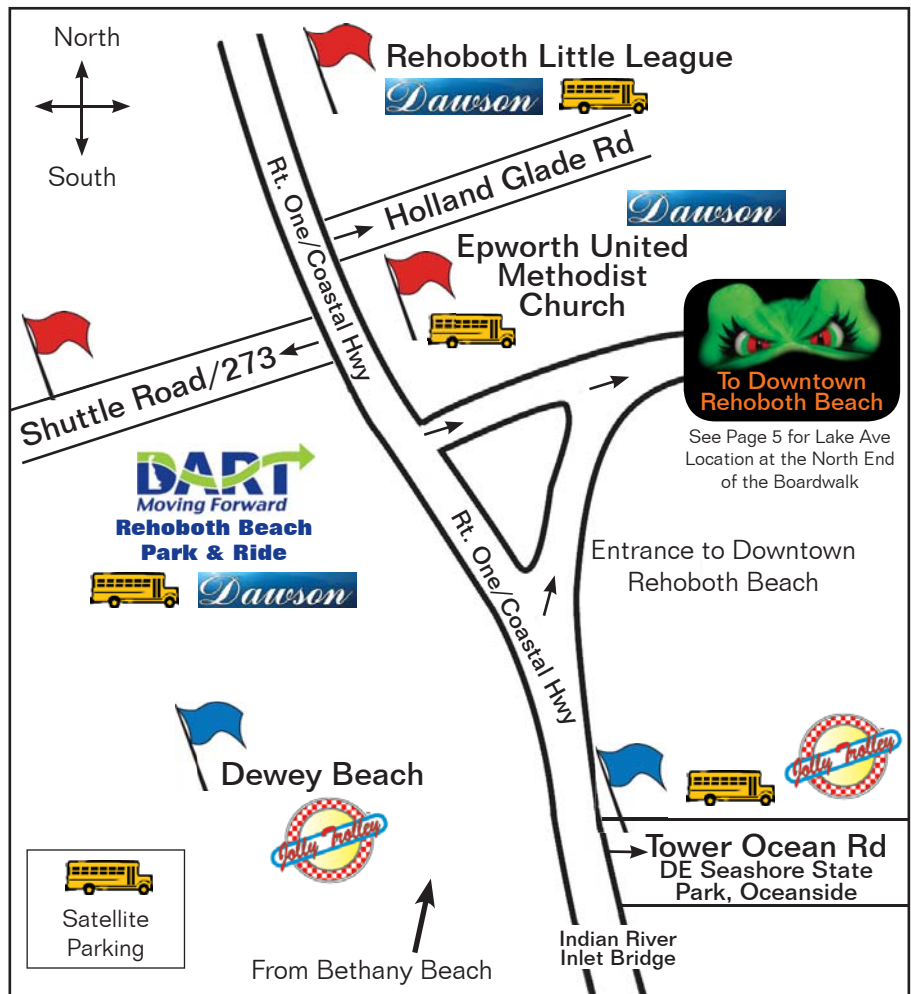 North
South
Rehoboth Little League
Dawson
Holland Glade Rd
Rt. One/Coastal Hwy
Dawson
Epworth United
Methodist
Church
Shuttle Road/273
To Downtown
Rehoboth Beach
See Page 5 for Lake Ave
Location at the North End
of the Boardwalk
DART
Moving Forward
Rehoboth Beach
Park & Ride
Dawson
Rt. One/Coastal Hwy
Entrance to Downtown
Rehoboth Beach
Dewey Beach
Jolly Trolley
Jolly Trolley
Tower Ocean Rd
DE Seashore State
Park, Oceanside
Satellite
Parking
From Bethany Beach
Indian River
Inlet Bridge